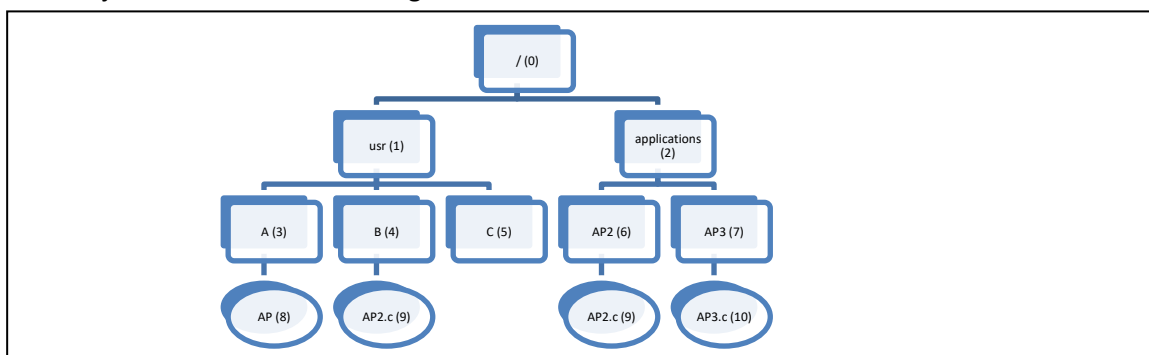 / (0)
usr (1)
applications
(2)
A (3)
B (4)
C (5)
AP2 (6)
AP3 (7)
AP (8)
AP2.c (9)
AP2.c (9)
AP3.c (10)